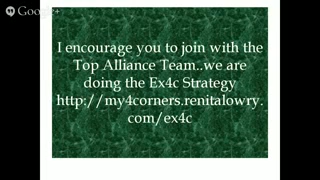 Google+
I encourage you to join with the
Top Alliance Team..we are
doing the Ex4c Strategy
http://my4corners.renitalowry.
com/ex4c